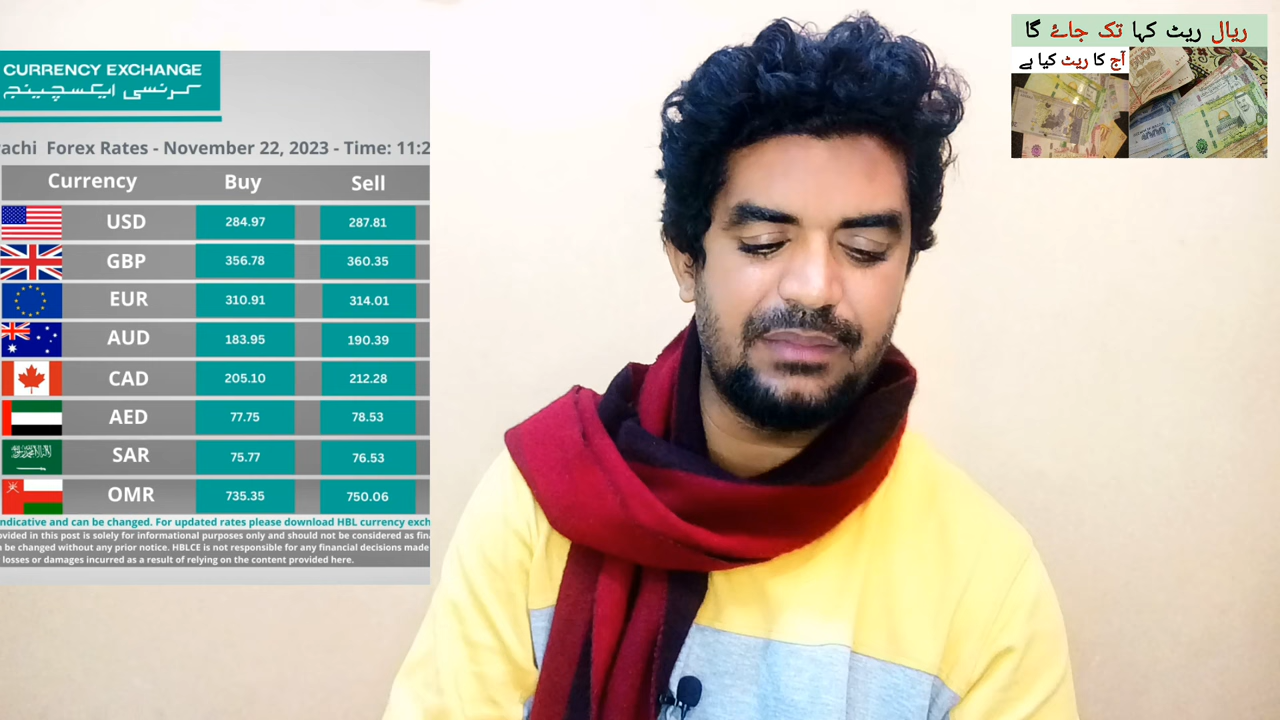 CURRENCY EXCHANGE
کرنسی ایکسچینج
achi Forex Rates - November 22, 2023 - Time: 11:2
Currency Buy Sell
USD 284.97 287.81
GBP 356.78 360.35
EUR 310.91 314.01
AUD 183.95 190.39
CAD 205.10 212.28
AED 77.75 78.53
SAR 75.77 76.53
OMR 735.35 750.06
ndicative and can be changed. For updated rates please download HBL currency exch
ovided in this post is solely for informational purposes only and should not be considered as fin
be changed without any prior notice. HBLCE is not responsible for any financial decisions made
losses or damages incurred as a result of relying on the content provided here.
ریال ریٹ کہا تک جائے گا
آج کا ریٹ کیا ہے